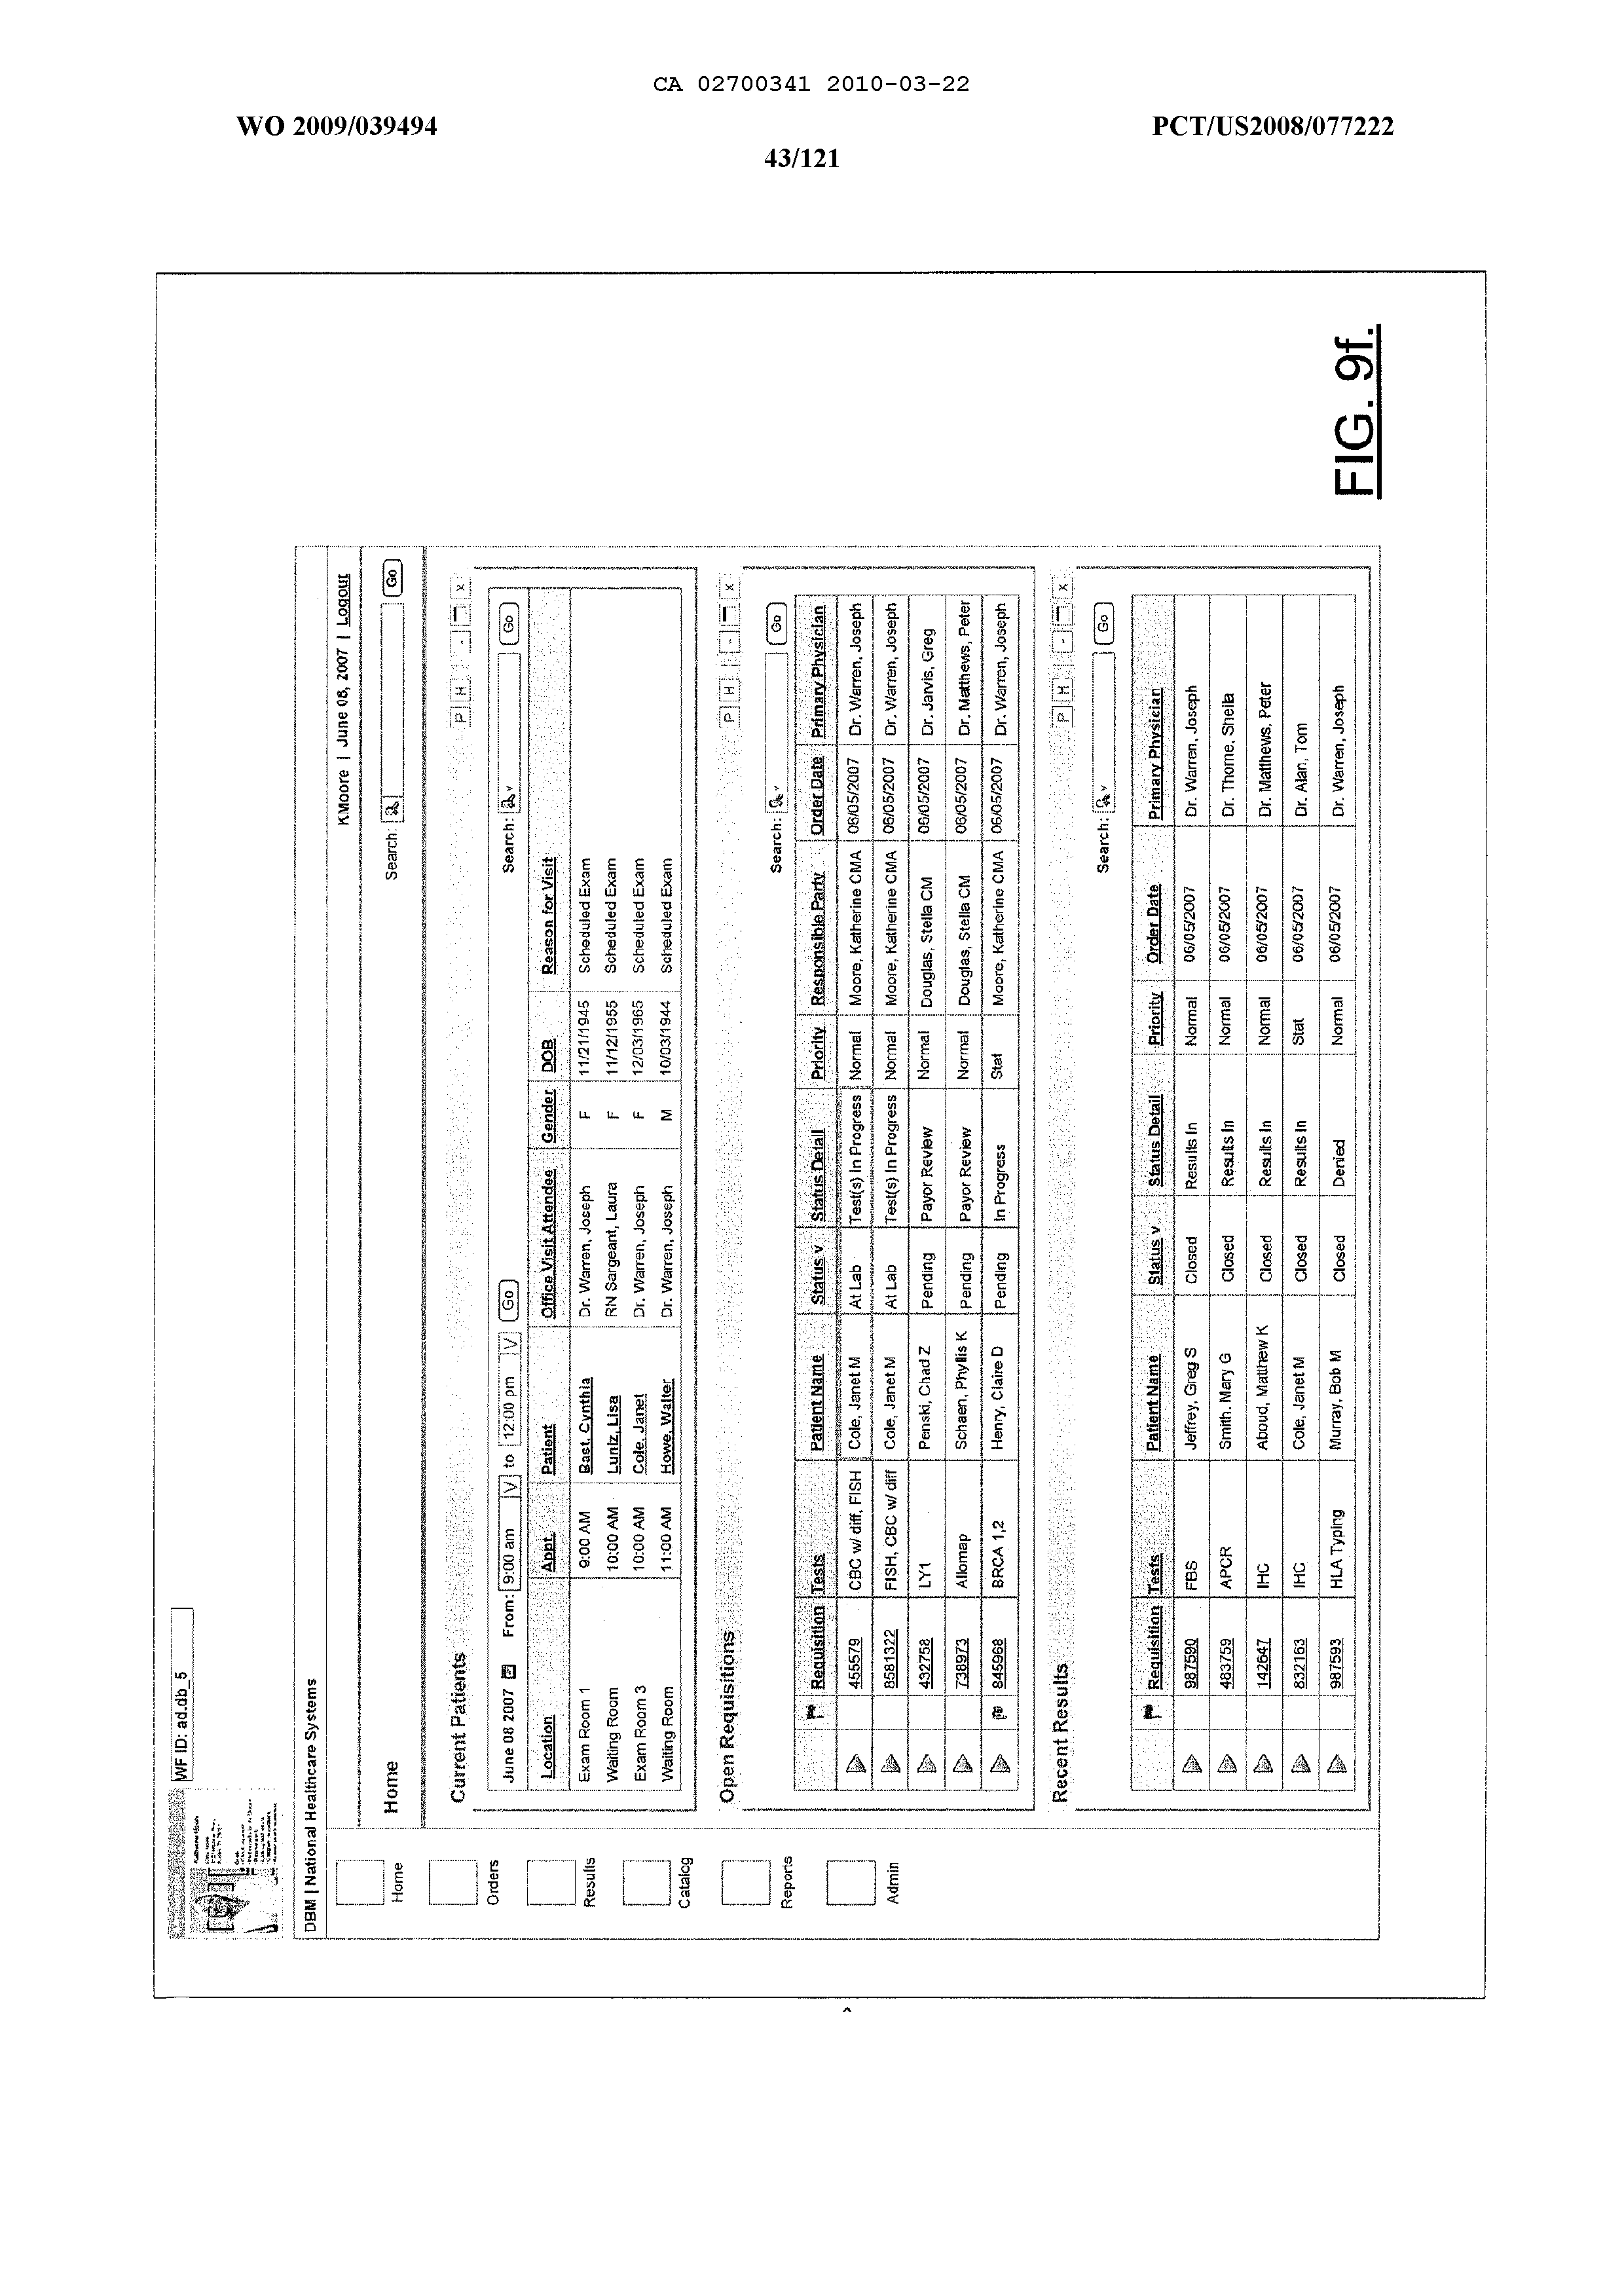 CA 02700341 2010-03-22
WO 2009/039494 PCT/US2008/077222
43/121
WF ID: ad.db_5
DBM | National Healthcare Systems
KMoore | June 08, 2007 | Logout
Home Search: Go
Home
Orders
Results
Catalog
Reports
Admin
Current Patients P H - x
June 08 2007 From: 9:00 am V to 12:00 pm V Go Search: v Go
Location Appt. Patient Office Visit Attendee Gender DOB Reason for Visit
Exam Room 1 9:00 AM Bast, Cynthia Dr. Warren, Joseph F 11/21/1945 Scheduled Exam
Waiting Room 10:00 AM Luniz, Lisa RN Sargeant, Laura F 11/12/1955 Scheduled Exam
Exam Room 3 10:00 AM Cole, Janet Dr. Warren, Joseph F 12/03/1965 Scheduled Exam
Waiting Room 11:00 AM Howe, Walter Dr. Warren, Joseph M 10/03/1944 Scheduled Exam
Open Requisitions P H - x
Search: v Go
Requisition Tests Patient Name Status v Status Detail Priority Responsible Party Order Date Primary Physician
455579 CBC w/ diff, FISH Cole, Janet M At Lab Test(s) In Progress Normal Moore, Katherine CMA 06/05/2007 Dr. Warren, Joseph
8581322 FISH, CBC w/ diff Cole, Janet M At Lab Test(s) In Progress Normal Moore, Katherine CMA 06/05/2007 Dr. Warren, Joseph
432758 LY1 Penski, Chad Z Pending Payor Review Normal Douglas, Stella CM 06/05/2007 Dr. Jarvis, Greg
738973 Allomap Schaen, Phyllis K Pending Payor Review Normal Douglas, Stella CM 06/05/2007 Dr. Matthews, Peter
845968 BRCA 1,2 Henry, Claire D Pending In Progress Stat Moore, Katherine CMA 06/05/2007 Dr. Warren, Joseph
Recent Results P H - x
Search: v Go
Requisition Tests Patient Name Status v Status Detail Priority Order Date Primary Physician
987590 FBS Jeffrey, Greg S Closed Results In Normal 06/05/2007 Dr. Warren, Joseph
483759 APCR Smith. Mary G Closed Results In Normal 06/05/2007 Dr. Thorne, Sheila
142647 IHC Aboud, Matthew K Closed Results In Normal 06/05/2007 Dr. Matthews, Peter
832163 IHC Cole, Janet M Closed Results In Stat 06/05/2007 Dr. Alan, Tom
987593 HLA Typing Murray, Bob M Closed Denied Normal 06/05/2007 Dr. Warren, Joseph
FIG. 9f.